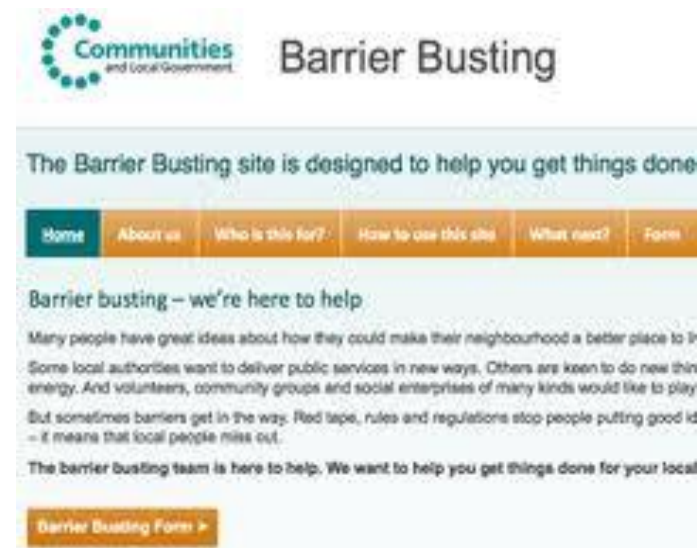 Communities
and Local Government
Barrier Busting
The Barrier Busting site is designed to help you get things done
Home
About us
Who is this for?
How to use this site
What next?
Form
Barrier busting – we're here to help
Many people have great ideas about how they could make their neighbourhood a better place to li
Some local authorities want to deliver public services in new ways. Others are keen to do new thin
energy. And volunteers, community groups and social enterprises of many kinds would like to play
But sometimes barriers get in the way. Red tape, rules and regulations stop people putting good id
– it means that local people miss out.
The barrier busting team is here to help. We want to help you get things done for your local
Barrier Busting Form >